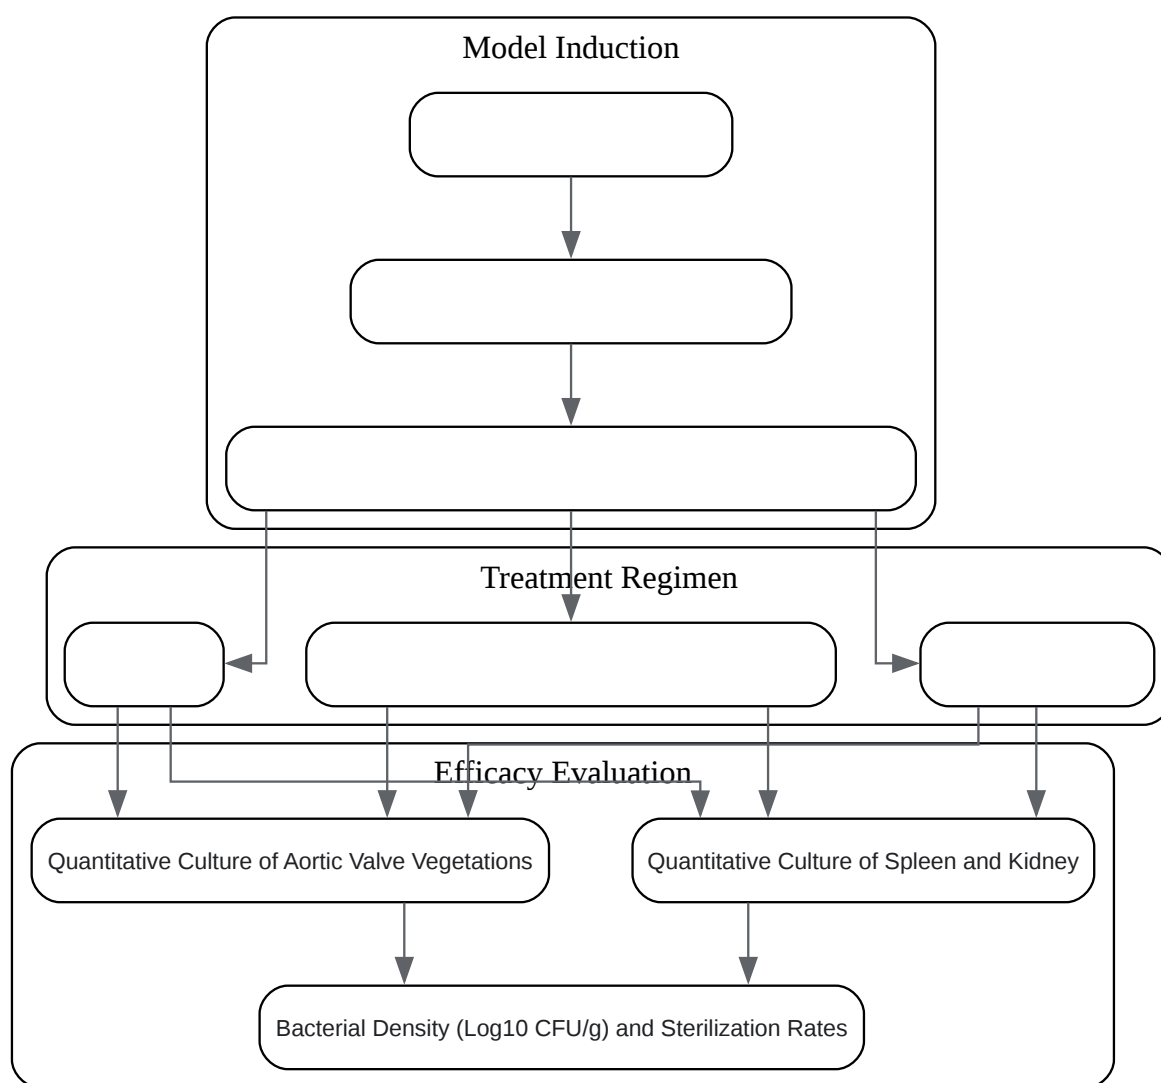 Model Induction
Treatment Regimen
Efficacy Evaluation
Quantitative Culture of Aortic Valve Vegetations
Quantitative Culture of Spleen and Kidney
Bacterial Density (Log10 CFU/g) and Sterilization Rates